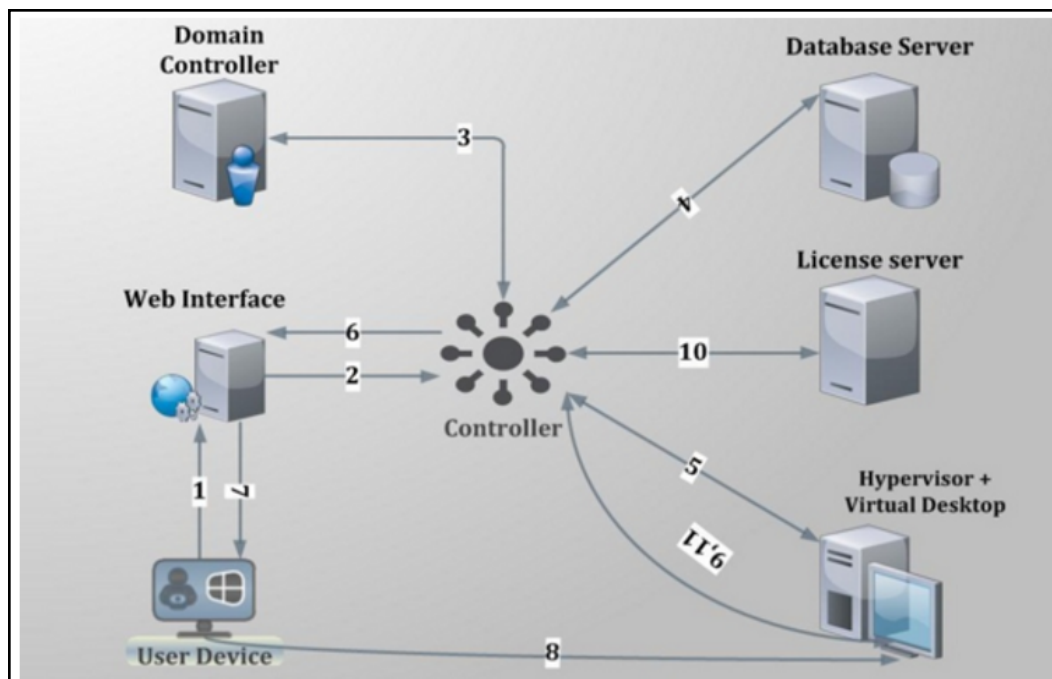 Domain
Controller
Database Server
3
4
License server
Web Interface
6
10
2
Controller
5
Hypervisor +
Virtual Desktop
1
7
9,11
User Device
8